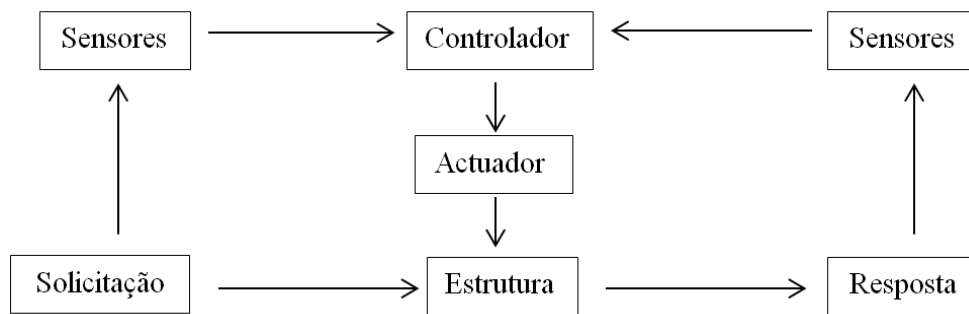 Sensores
Controlador
Sensores
Actuador
Solicitação
Estrutura
Resposta